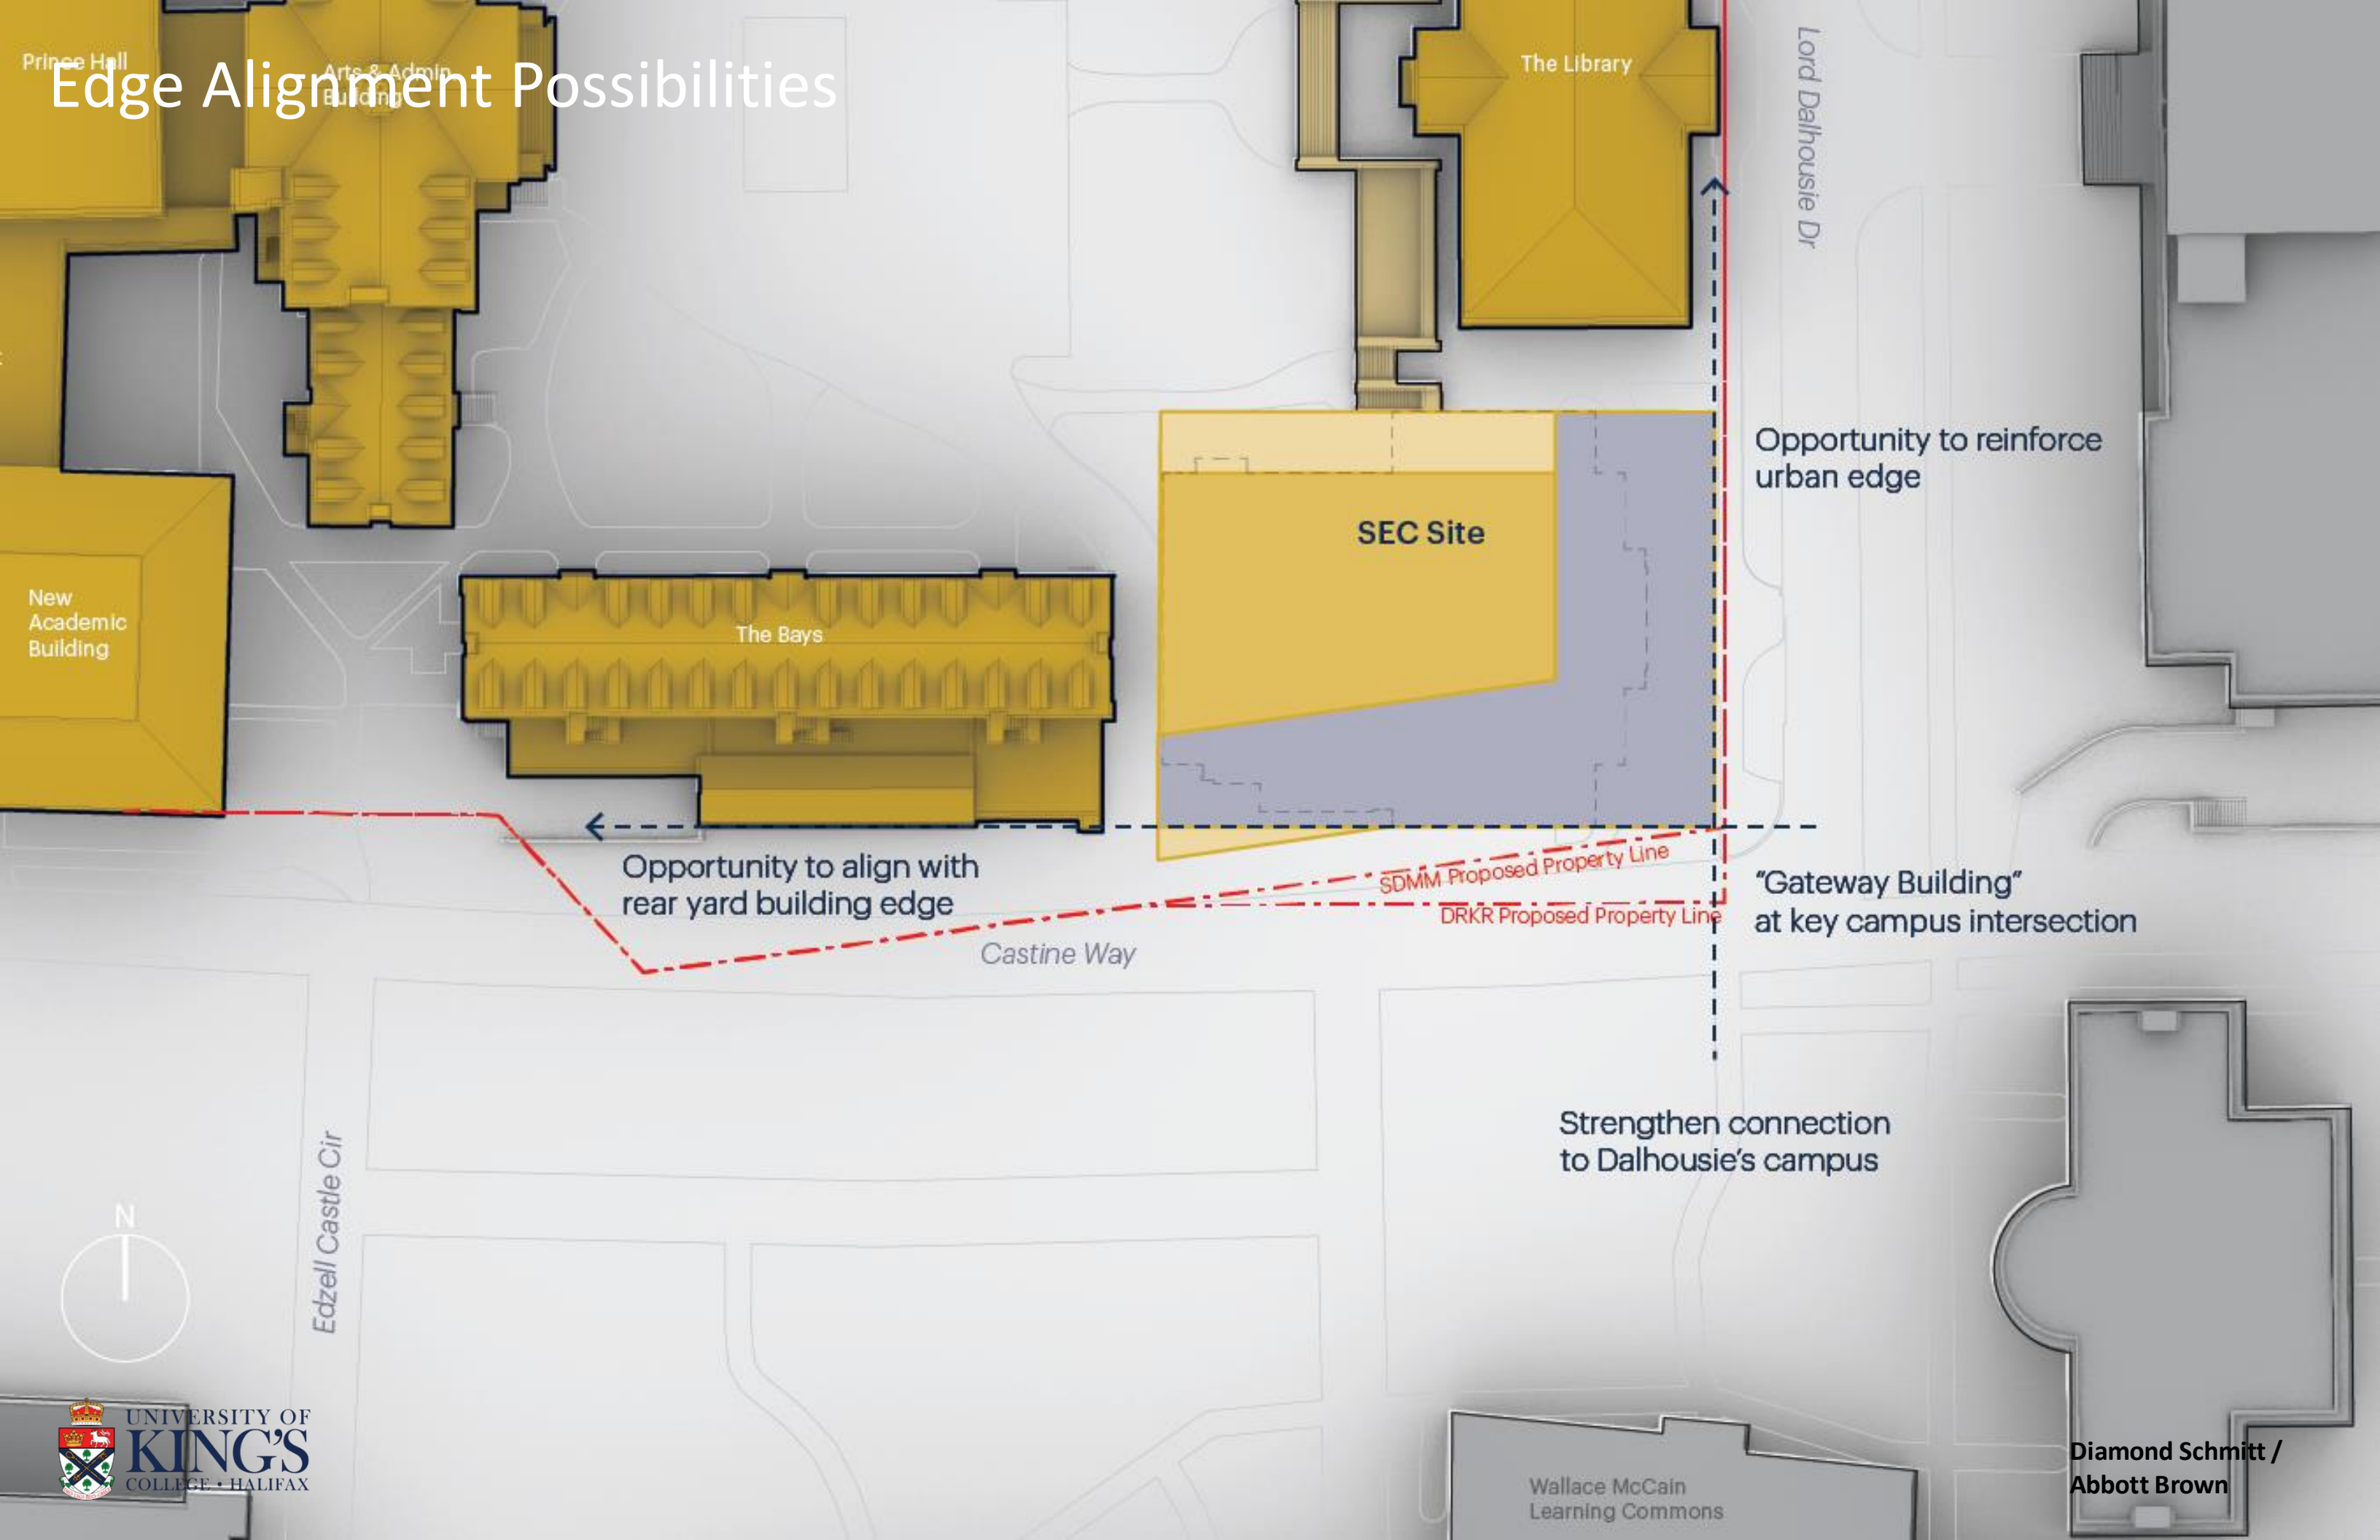 Edge Alignment Possibilities
Prince Hall
Arts & Admin
Building
The Library
Lord Dalhousie Dr
Opportunity to reinforce
urban edge
SEC Site
New
Academic
Building
The Bays
Opportunity to align with
rear yard building edge
SDMM Proposed Property Line
DRKR Proposed Property Line
"Gateway Building"
at key campus intersection
Castine Way
Strengthen connection
to Dalhousie's campus
Edzell Castle Cir
N
UNIVERSITY OF
KING'S
COLLEGE • HALIFAX
Diamond Schmitt /
Abbott Brown
Wallace McCain
Learning Commons